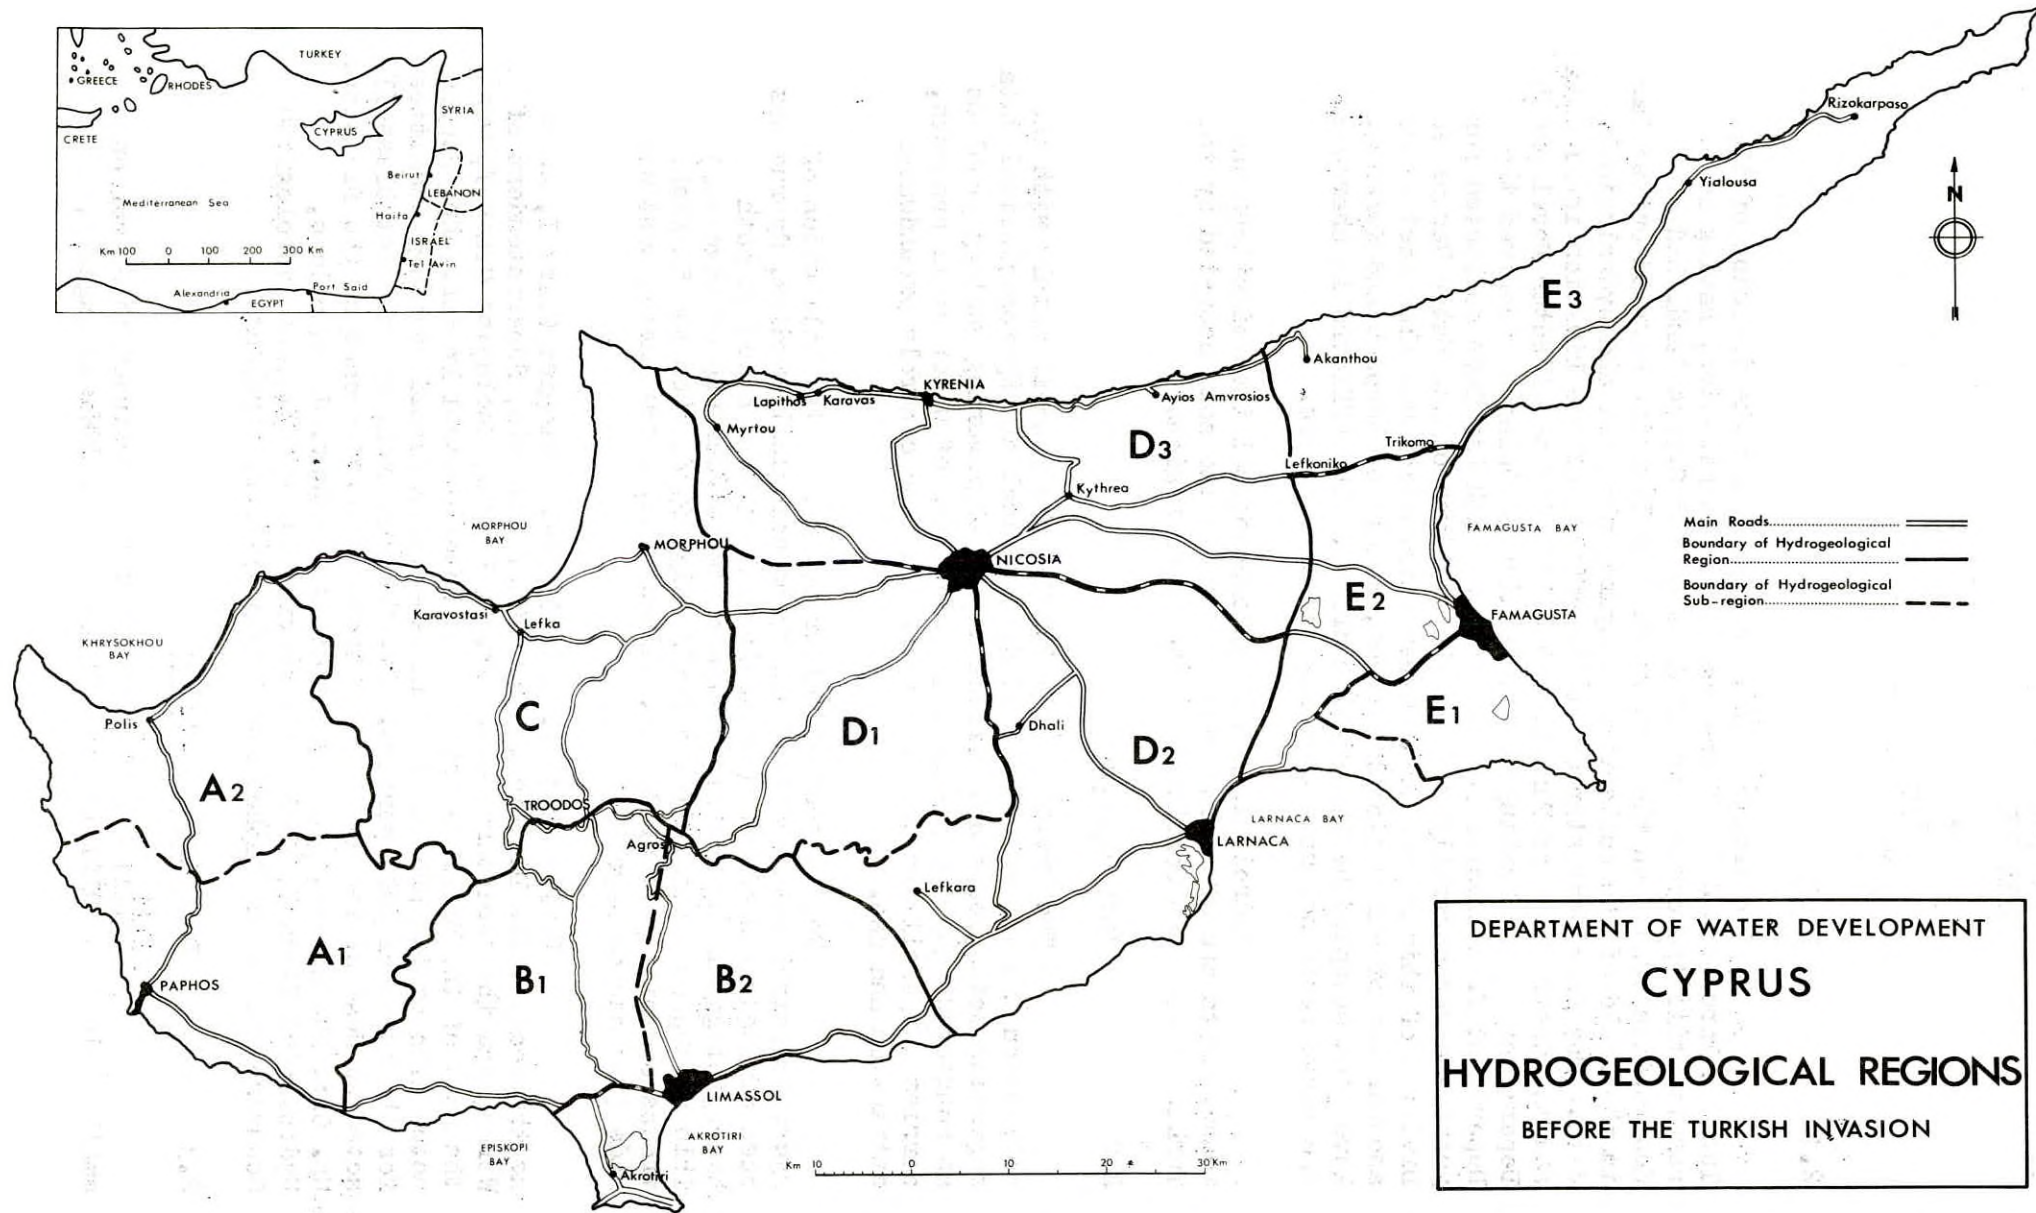 TURKEY
GREECE
RHODES
SYRIA
CYPRUS
CRETE
Beirut
LEBANON
Mediterranean Sea
Haifa
ISRAEL
Km 100 0 100 200 300 Km
Tel Avin
Alexandria
EGYPT
Port Said
Rizokarpaso
Yialousa
N
E3
Akanthou
KYRENIA
Lapithos
Karavas
Ayios Amvrosios
Myrtou
D3
Trikomo
Lefkoniko
Kythrea
MORPHOU
BAY
FAMAGUSTA BAY
MORPHOU
NICOSIA
Main Roads
Boundary of Hydrogeological
Region
Boundary of Hydrogeological
Sub-region
Karavostasi
Lefka
E2
FAMAGUSTA
KHRYSOKHOU
BAY
Polis
C
D1
Dhali
D2
E1
A2
TROODOS
Agros
LARNACA BAY
LARNACA
Lefkara
A1
B1
B2
PAPHOS
LIMASSOL
EPISKOPI
BAY
AKROTIRI
BAY
Akrotiri
Km 10 0 10 20 30 Km
DEPARTMENT OF WATER DEVELOPMENT
CYPRUS
HYDROGEOLOGICAL REGIONS
BEFORE THE TURKISH INVASION